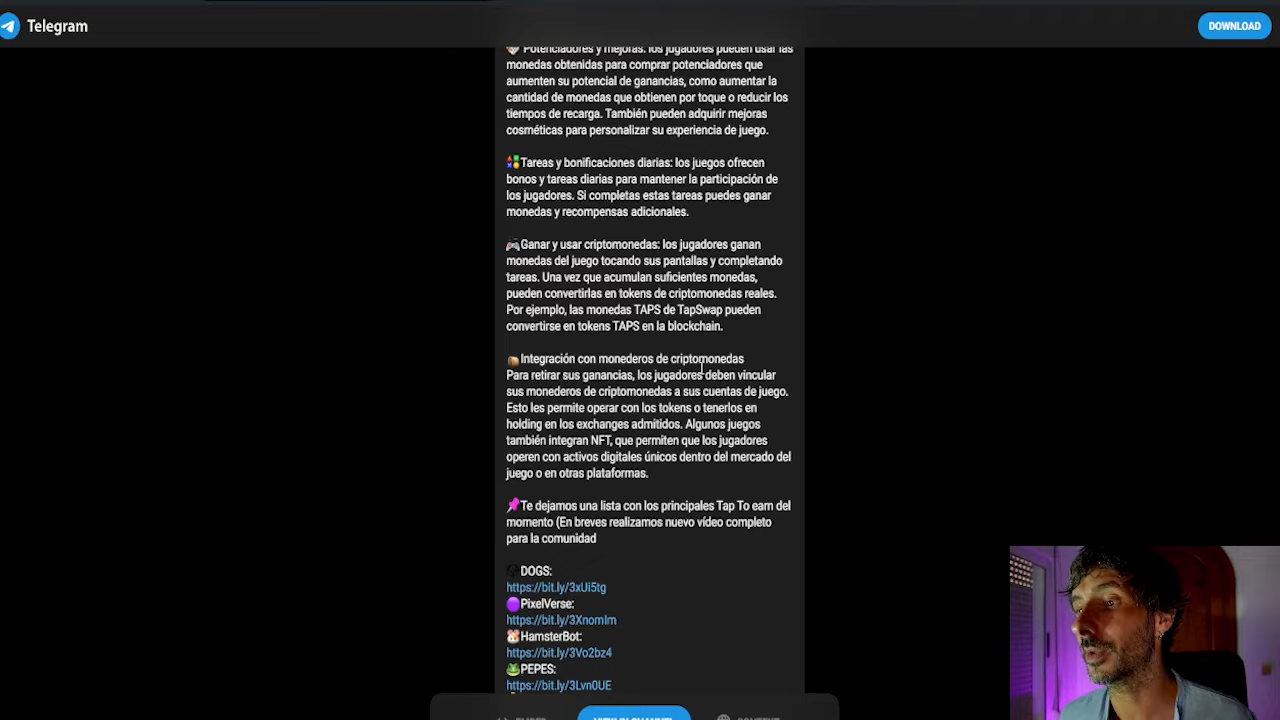 Telegram
DOWNLOAD
Potenciadores y mejoras: los jugadores pueden usar las
monedas obtenidas para comprar potenciadores que
aumenten su potencial de ganancias, como aumentar la
cantidad de monedas que obtienen por toque o reducir los
tiempos de recarga. También pueden adquirir mejoras
cosméticas para personalizar su experiencia de juego.
Tareas y bonificaciones diarias: los juegos ofrecen
bonos y tareas diarias para mantener la participación de
los jugadores. Si completas estas tareas puedes ganar
monedas y recompensas adicionales.
Ganar y usar criptomonedas: los jugadores ganan
monedas del juego tocando sus pantallas y completando
tareas. Una vez que acumulan suficientes monedas,
pueden convertirlas en tokens de criptomonedas reales.
Por ejemplo, las monedas TAPS de TapSwap pueden
convertirse en tokens TAPS en la blockchain.
Integración con monederos de criptomonedas
Para retirar sus ganancias, los jugadores deben vincular
sus monederos de criptomonedas a sus cuentas de juego.
Esto les permite operar con los tokens o tenerlos en
holding en los exchanges admitidos. Algunos juegos
también integran NFT, que permiten que los jugadores
operen con activos digitales únicos dentro del mercado del
juego o en otras plataformas.
Te dejamos una lista con los principales Tap To earn del
momento (En breves realizamos nuevo vídeo completo
para la comunidad
DOGS:
https://bit.ly/3xUi5tg
PixelVerse:
https://bit.ly/3XnomIm
HamsterBot:
https://bit.ly/3Vo2bz4
PEPES:
https://bit.ly/3Lvn0UE